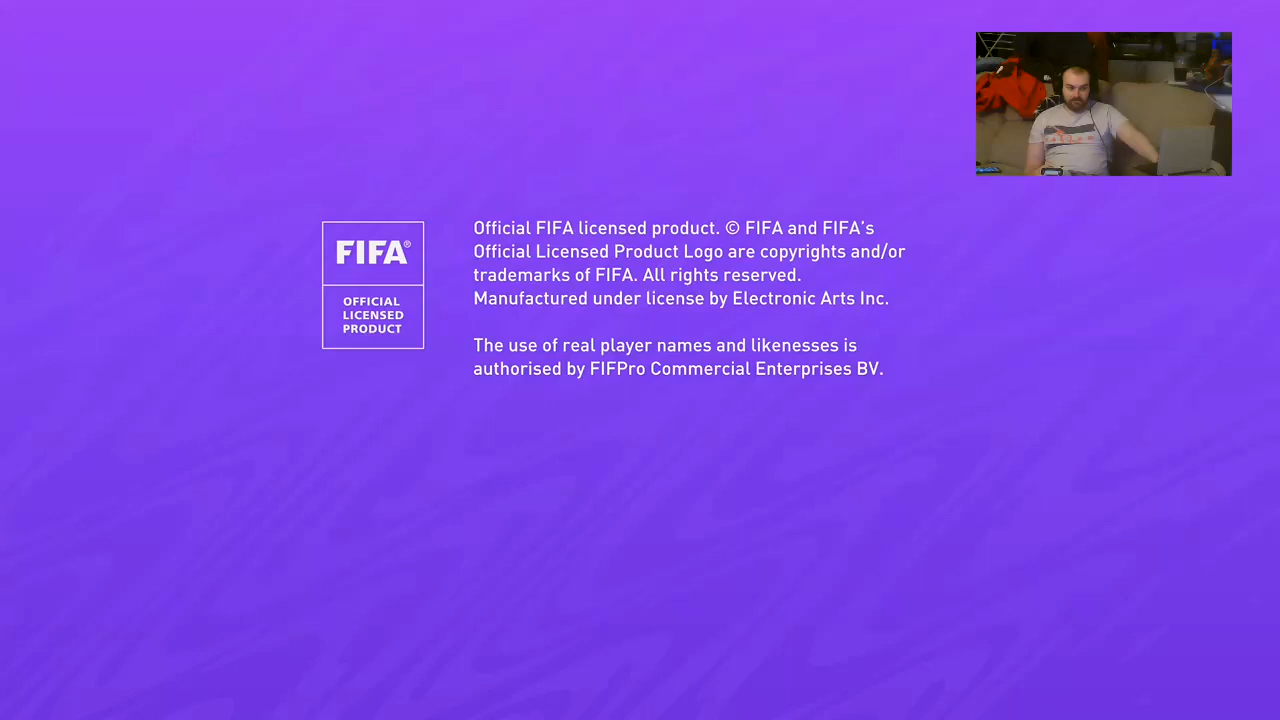 FIFA®
OFFICIAL
LICENSED
PRODUCT
Official FIFA licensed product. © FIFA and FIFA's
Official Licensed Product Logo are copyrights and/or
trademarks of FIFA. All rights reserved.
Manufactured under license by Electronic Arts Inc.
The use of real player names and likenesses is
authorised by FIFPro Commercial Enterprises BV.